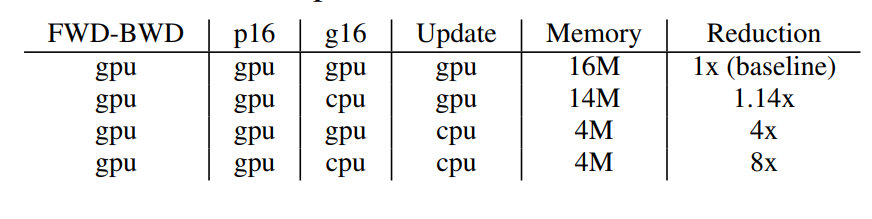 FWD-BWD p16 g16 Update Memory Reduction
gpu gpu gpu gpu 16M 1x (baseline)
gpu gpu cpu gpu 14M 1.14x
gpu gpu gpu cpu 4M 4x
gpu gpu cpu cpu 4M 8x